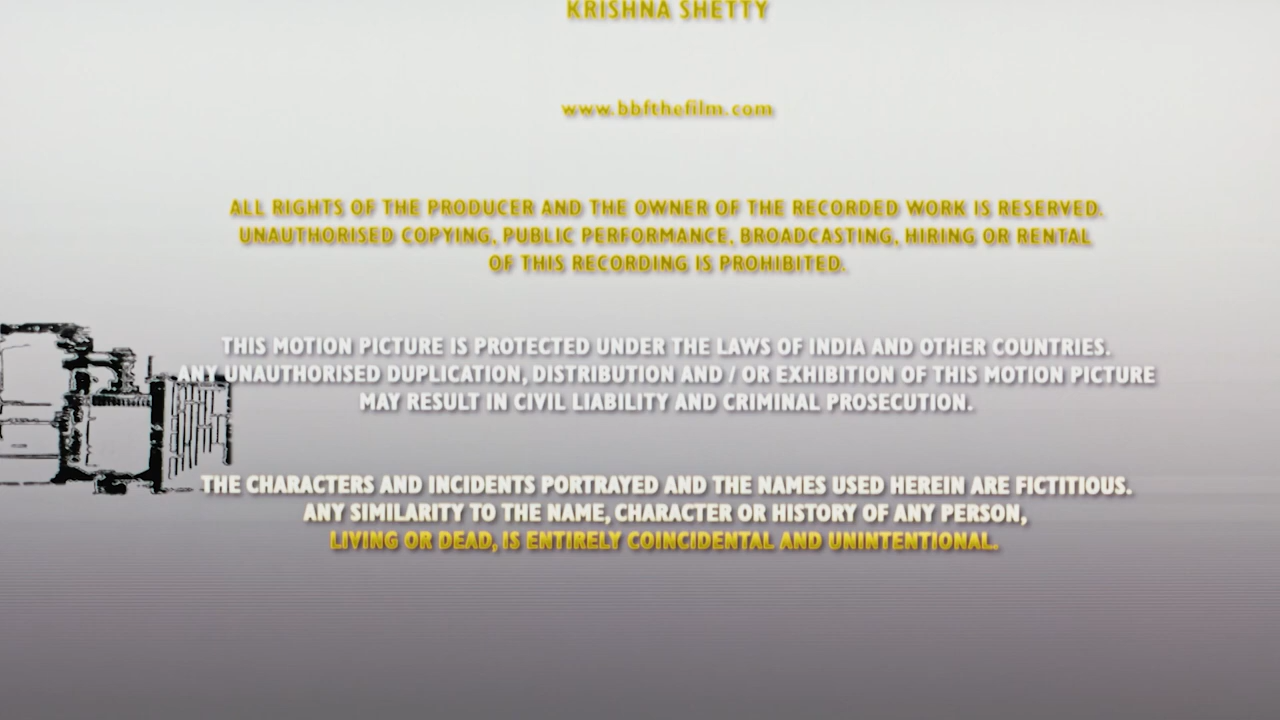 KRISHNA SHETTY
www.bbfthefilm.com
ALL RIGHTS OF THE PRODUCER AND THE OWNER OF THE RECORDED WORK IS RESERVED.
UNAUTHORISED COPYING, PUBLIC PERFORMANCE, BROADCASTING, HIRING OR RENTAL
OF THIS RECORDING IS PROHIBITED.
THIS MOTION PICTURE IS PROTECTED UNDER THE LAWS OF INDIA AND OTHER COUNTRIES.
ANY UNAUTHORISED DUPLICATION, DISTRIBUTION AND / OR EXHIBITION OF THIS MOTION PICTURE
MAY RESULT IN CIVIL LIABILITY AND CRIMINAL PROSECUTION.
THE CHARACTERS AND INCIDENTS PORTRAYED AND THE NAMES USED HEREIN ARE FICTITIOUS.
ANY SIMILARITY TO THE NAME, CHARACTER OR HISTORY OF ANY PERSON,
LIVING OR DEAD, IS ENTIRELY COINCIDENTAL AND UNINTENTIONAL.